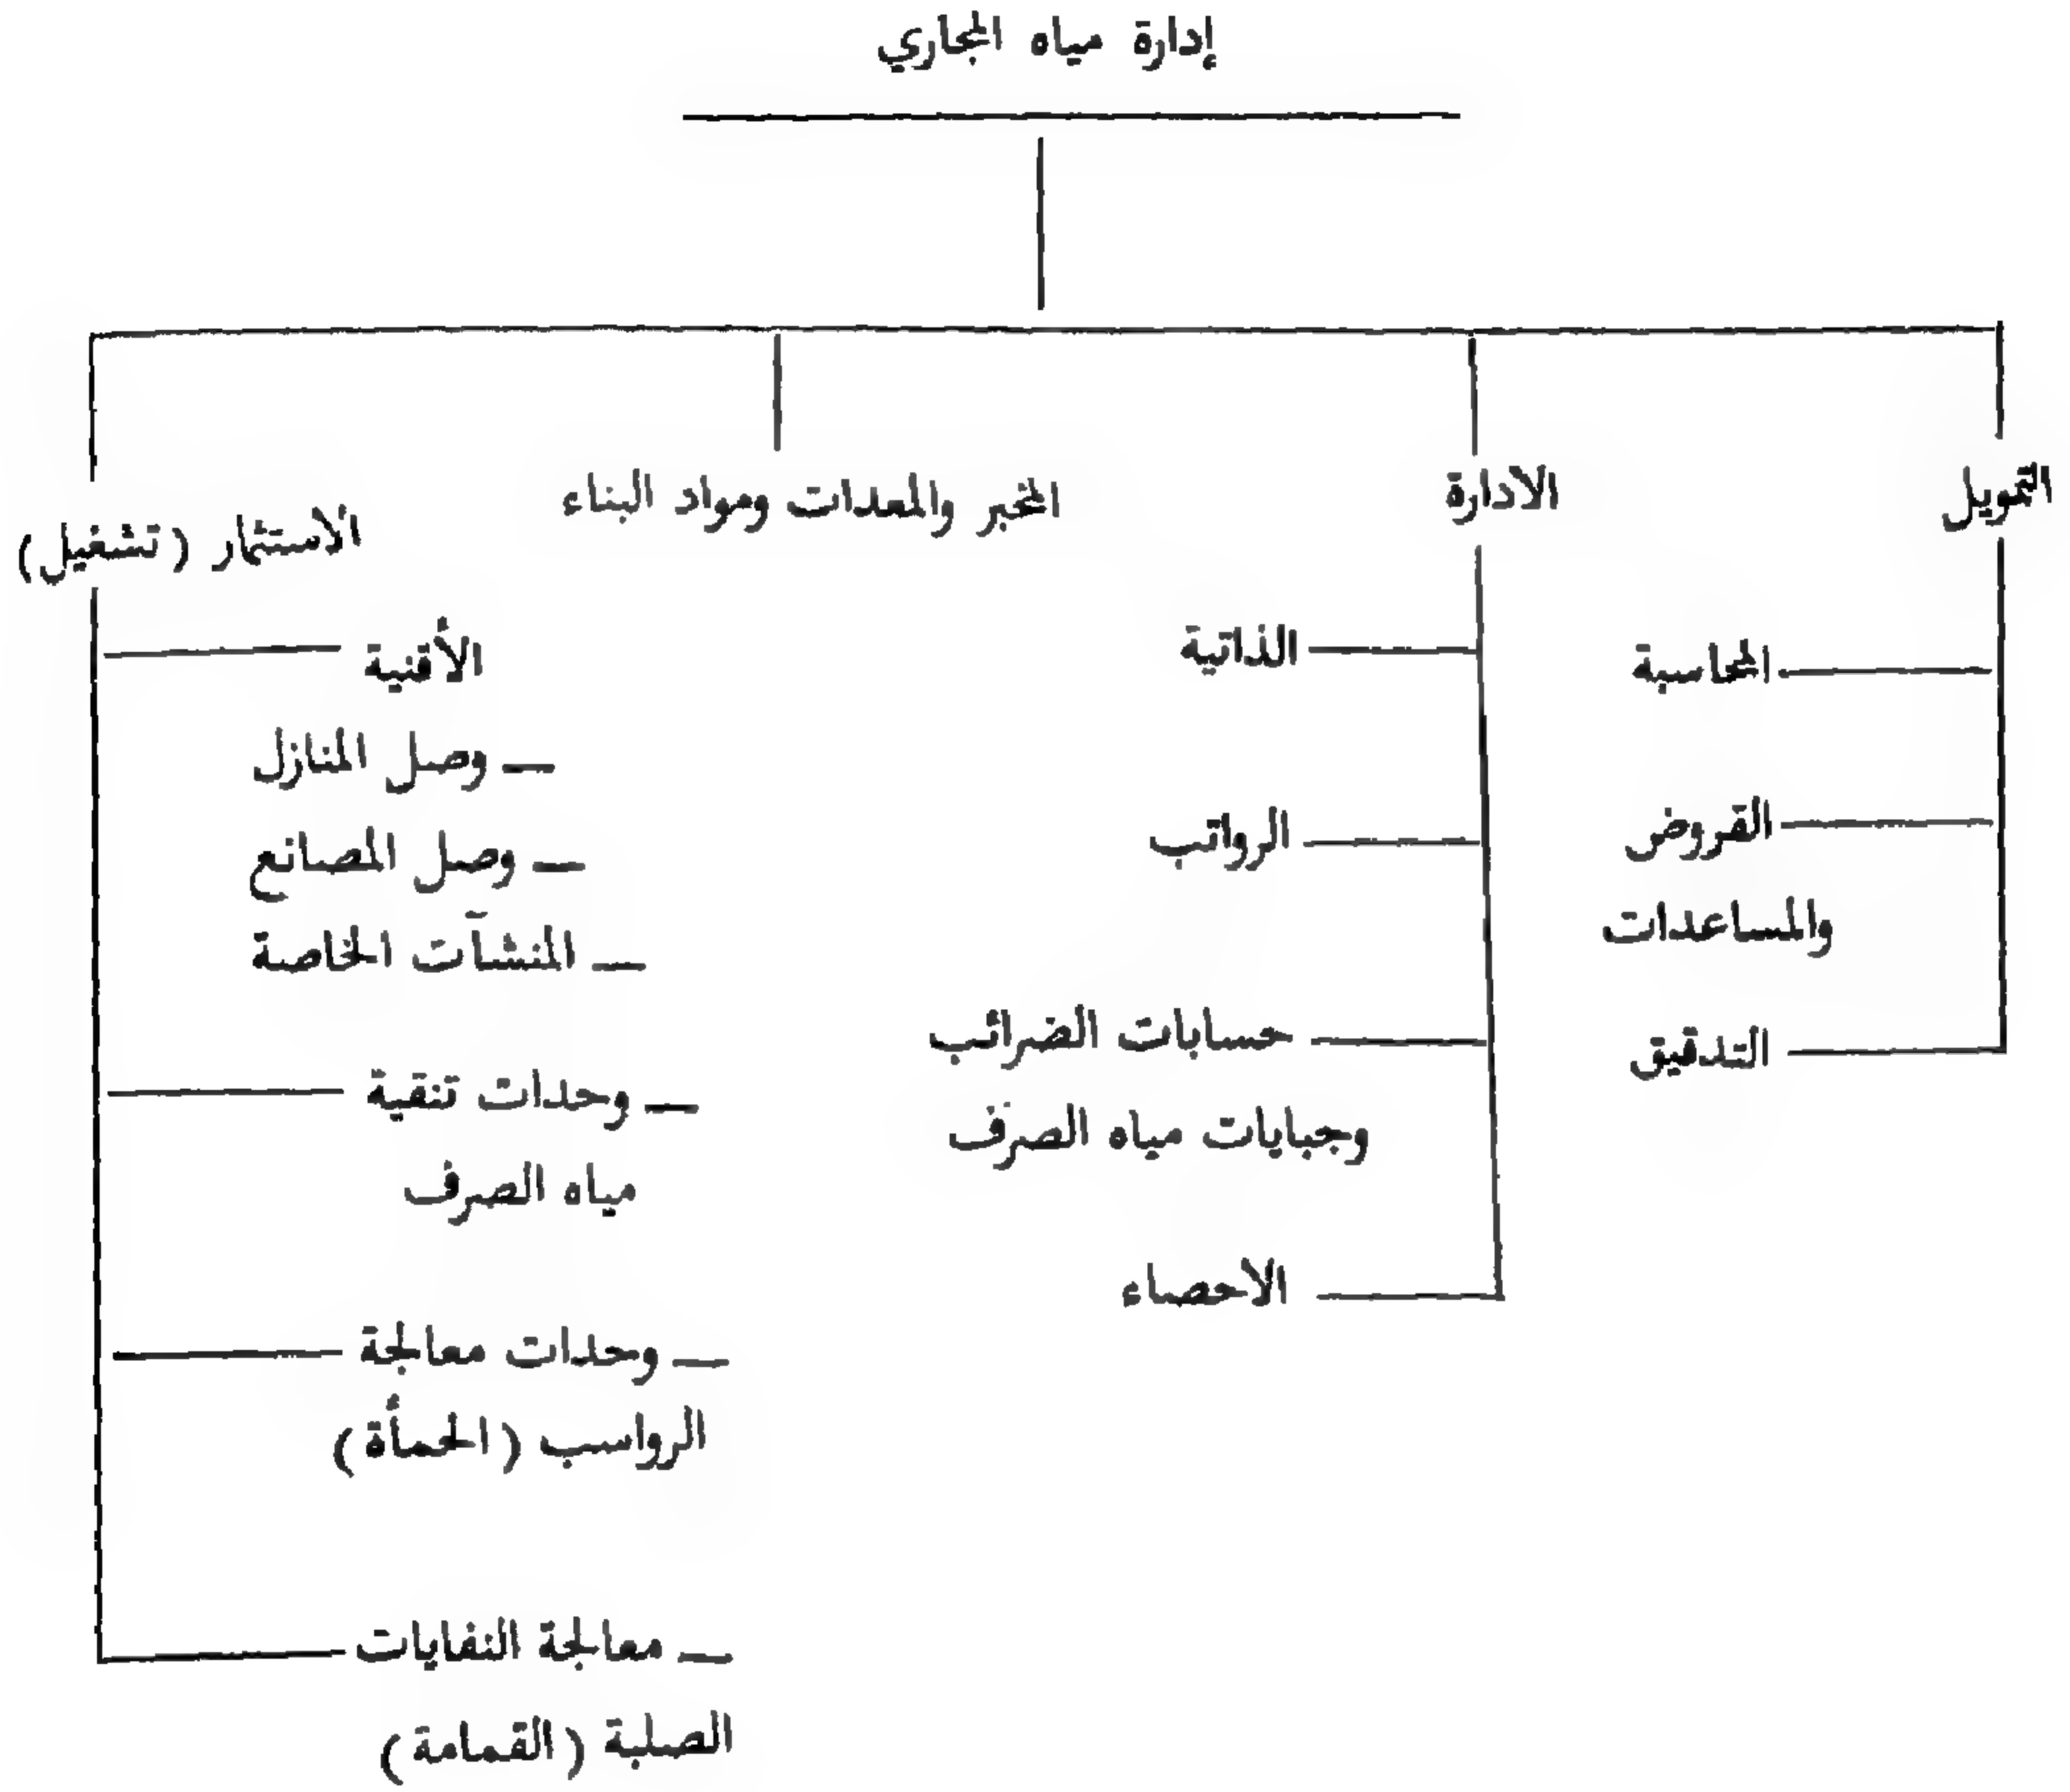 إدارة مياه المجاري
التمويل
المحاسبة
القروض
والمساعدات
التدقيق
الادارة
الذاتية
الرواتب
حسابات الضرائب
وجبايات مياه الصرف
الاحصاء
المخبر والمعدات ومواد البناء
الاستثمار (تشغيل)
الأقنية
— وصل المنازل
— وصل المصانع
— المنشآت الخاصة
— وحدات تنقية
مياه الصرف
— وحدات معالجة
الرواسب (الحمأة)
— معالجة النفايات
الصلبة (القمامة)